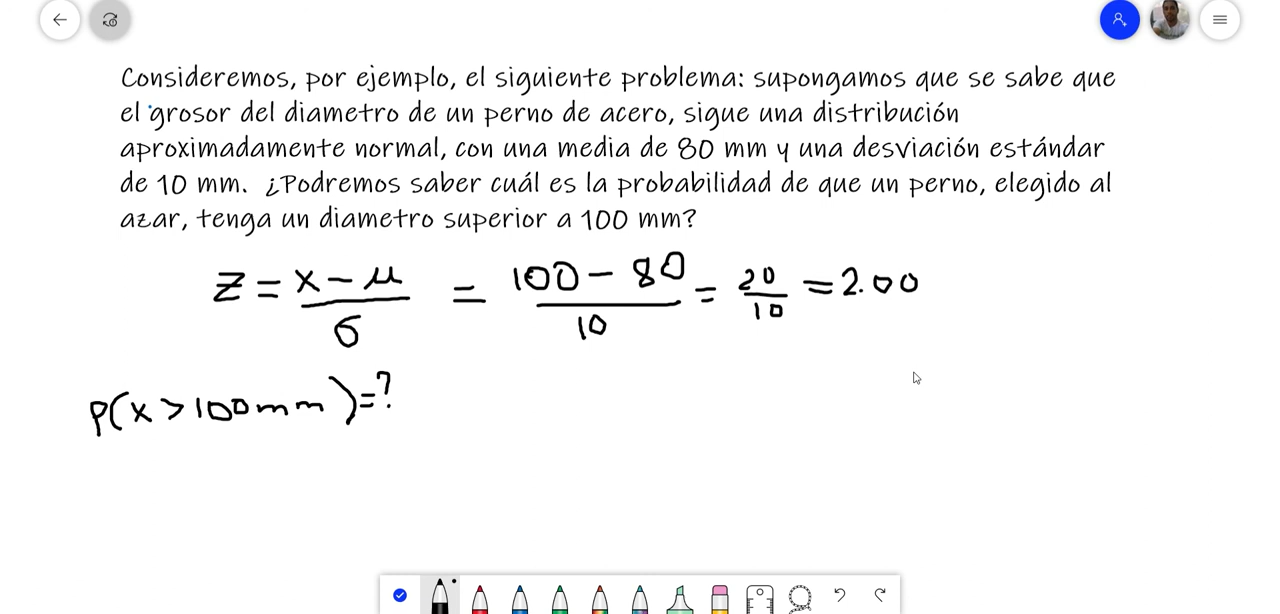 Consideremos, por ejemplo, el siguiente problema: supongamos que se sabe que
el grosor del diametro de un perno de acero, sigue una distribución
aproximadamente normal, con una media de 80 mm y una desviación estándar
de 10 mm. ¿Podremos saber cuál es la probabilidad de que un perno, elegido al
azar, tenga un diametro superior a 100 mm?
Z = x - μ / σ = 100 - 80 / 10 = 20 / 10 = 2.00
P(x > 100mm) = ?